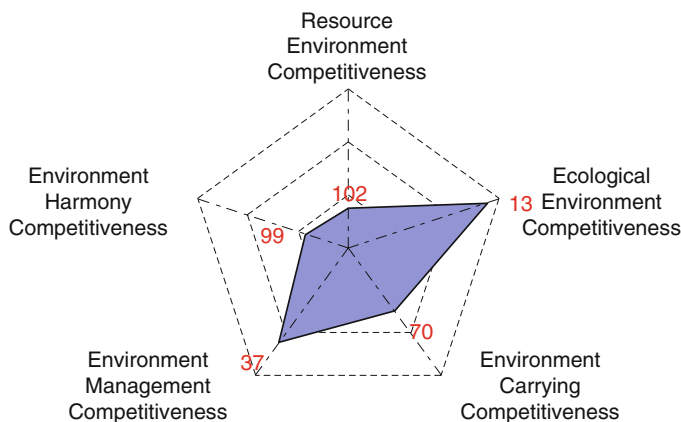 Resource
Environment
Competitiveness
102
Ecological
Environment
Competitiveness
13
Environment
Harmony
Competitiveness
99
70
37
Environment
Management
Competitiveness
Environment
Carrying
Competitiveness